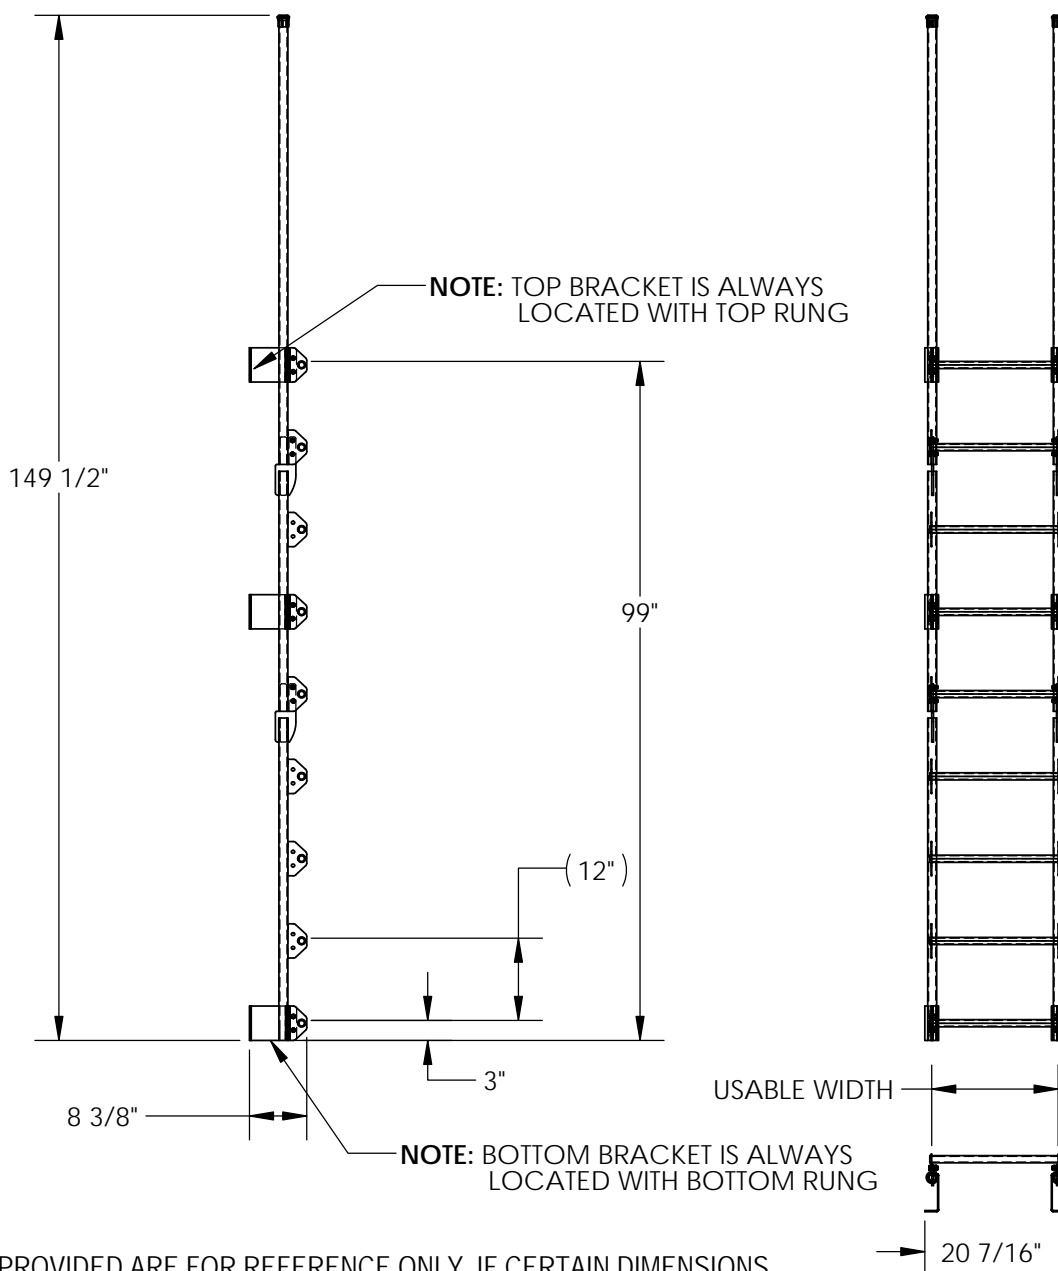 NOTE: TOP BRACKET IS ALWAYS
LOCATED WITH TOP RUNG
149 1/2"
99"
(12")
3"
USABLE WIDTH
8 3/8"
NOTE: BOTTOM BRACKET IS ALWAYS
LOCATED WITH BOTTOM RUNG
20 7/16"
PROVIDED ARE FOR REFERENCE ONLY. IF CERTAIN DIMENSIONS